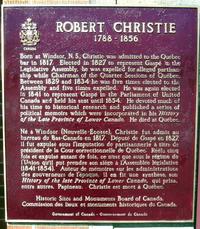 CANADA
ROBERT CHRISTIE
1788 - 1856
Born at Windsor, N.S., Christie was admitted to the Quebec
bar in 1817. Elected in 1827 to represent Gaspé in the
Legislative Assembly, he was expelled for alleged partisan-
ship while Chairman of the Quarter Sessions of Quebec.
Between 1829 and 1834 he was five times elected to the
Assembly and five times expelled. He was again elected
in 1841 to represent Gaspé in the Parliament of United
Canada and held his seat until 1854. He devoted much of
his time to historical research and published a series of
political memoirs which were incorporated in his History
of the Late Province of Lower Canada. He died at Quebec.
Né à Windsor (Nouvelle-Écosse), Christie fut admis au
barreau du Bas-Canada en 1817. Député de Gaspé en 1827
il fut expulsé sous l'imputation de partisannerie à titre de
président de la Cour correctionnelle de Québec. Réélu cinq
fois et expulsé autant de fois, ce n'est que sous le régime de
l'Union qu'il put prendre son siège à l'Assemblée législative
(1841-1854). Auteur de mémoires sur les administrations
des gouverneurs de l'époque, il en fit une synthèse, son
History of the late Province of Lower Canada, qui prisa,
entre autres, Papineau. Christie est mort à Québec.
Historic Sites and Monuments Board of Canada.
Commission des lieux et monuments historiques du Canada.
Government of Canada - Gouvernement du Canada